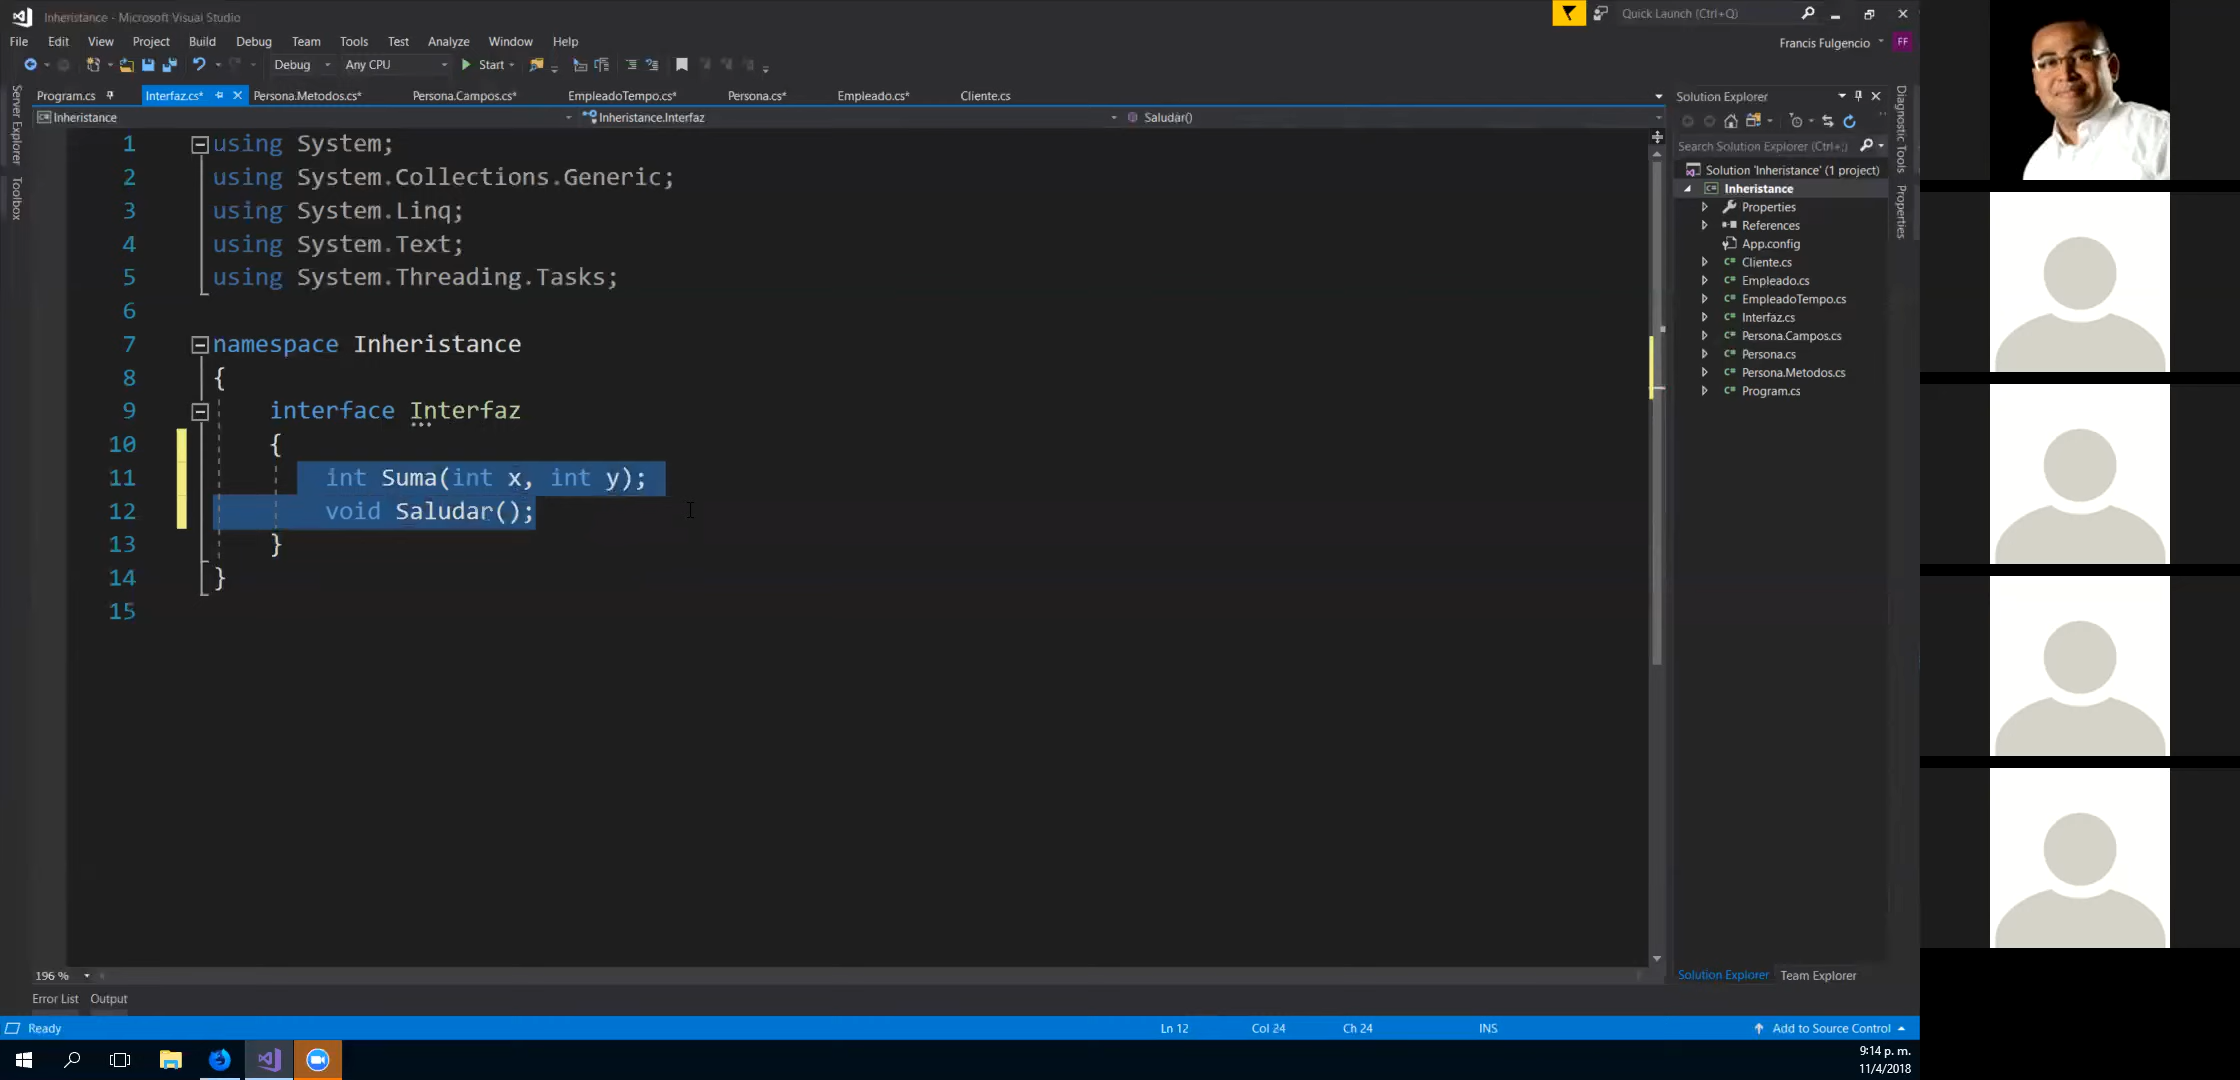 Inheristance - Microsoft Visual Studio
Quick Launch (Ctrl+Q)
File Edit View Project Build Debug Team Tools Test Analyze Window Help
Francis Fulgencio FF
Debug Any CPU Start
Program.cs Interfaz.cs* Persona.Metodos.cs* Persona.Campos.cs* EmpleadoTempo.cs* Persona.cs* Empleado.cs* Cliente.cs
Inheristance Inheristance.Interfaz Saludar()
Server Explorer
Toolbox
1 using System;
2 using System.Collections.Generic;
3 using System.Linq;
4 using System.Text;
5 using System.Threading.Tasks;
6
7 namespace Inheristance
8 {
9 interface Interfaz
10 {
11 int Suma(int x, int y);
12 void Saludar();
13 }
14 }
15
196 %
Error List Output
Solution Explorer
Search Solution Explorer (Ctrl+;)
Solution 'Inheristance' (1 project)
Inheristance
Properties
References
App.config
C# Cliente.cs
C# Empleado.cs
C# EmpleadoTempo.cs
C# Interfaz.cs
C# Persona.Campos.cs
C# Persona.cs
C# Persona.Metodos.cs
C# Program.cs
Solution Explorer Team Explorer
Diagnostic Tools
Properties
Ready Ln 12 Col 24 Ch 24 INS Add to Source Control
9:14 p. m.
11/4/2018